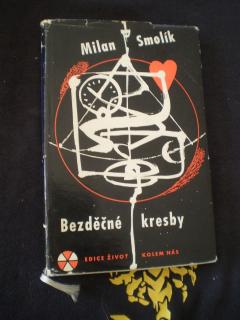 Milan Smolík
Bezděčné kresby
EDICE ŽIVOT KOLEM NÁS